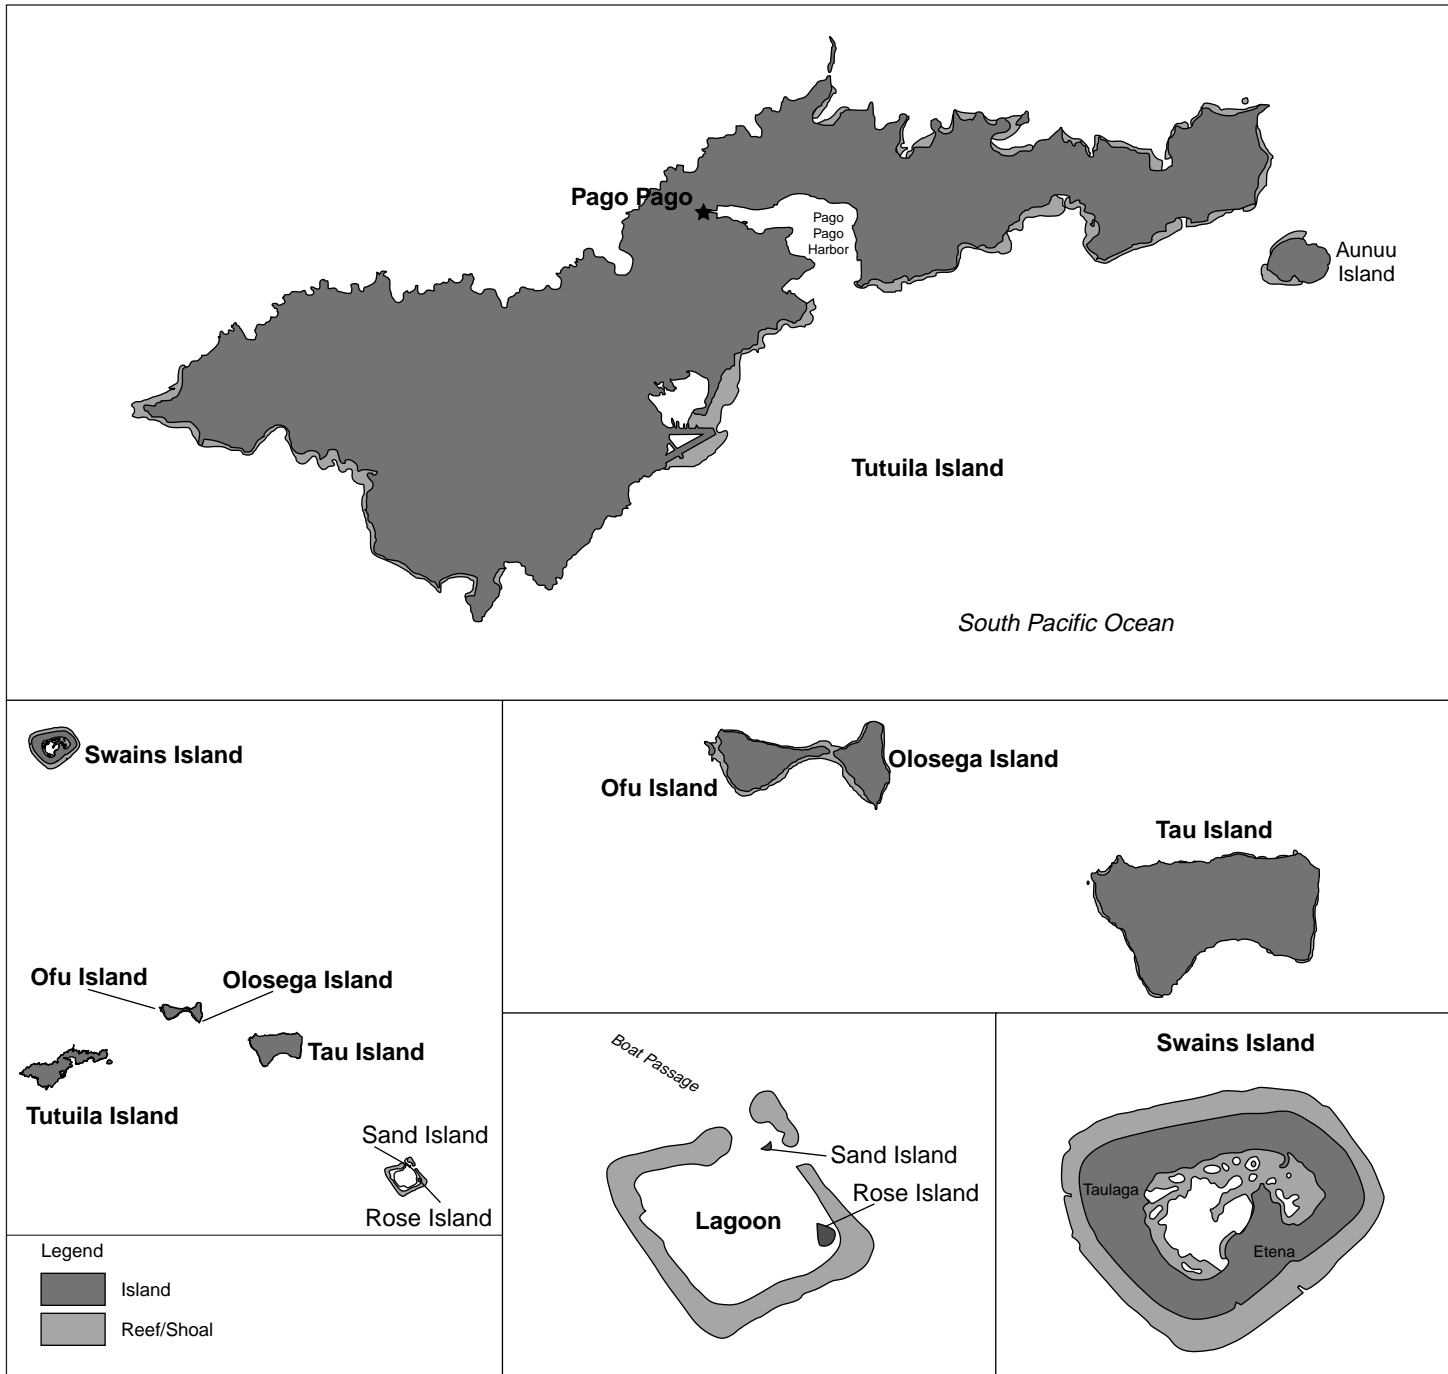 Pago Pago
Pago
Pago
Harbor
Aunuu
Island
Tutuila Island
South Pacific Ocean
Swains Island
Ofu Island
Olosega Island
Tau Island
Tutuila Island
Sand Island
Rose Island
Legend
Island
Reef/Shoal
Olosega Island
Ofu Island
Tau Island
Boat Passage
Sand Island
Rose Island
Lagoon
Swains Island
Taulaga
Etena